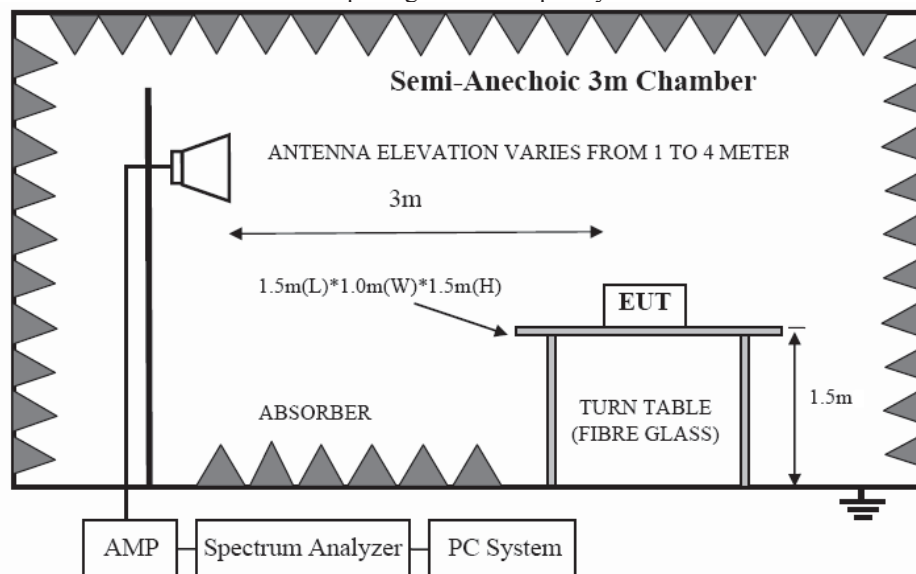 Semi-Anechoic 3m Chamber
ANTENNA ELEVATION VARIES FROM 1 TO 4 METER
3m
1.5m(L)*1.0m(W)*1.5m(H)
EUT
1.5m
ABSORBER
TURN TABLE
(FIBRE GLASS)
AMP
Spectrum Analyzer
PC System